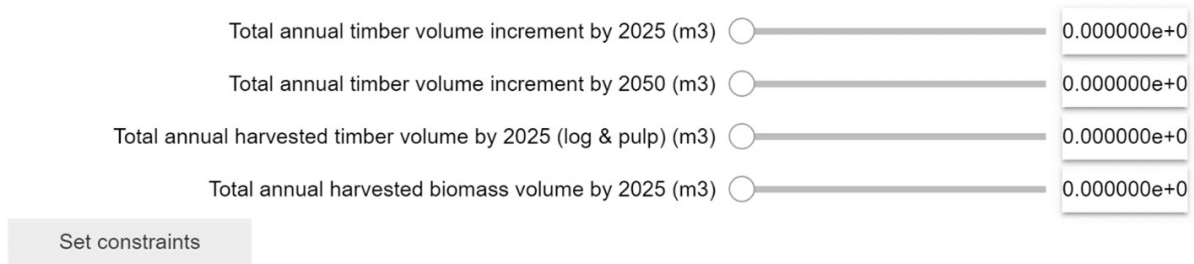 Total annual timber volume increment by 2025 (m3) 0.000000e+0
Total annual timber volume increment by 2050 (m3) 0.000000e+0
Total annual harvested timber volume by 2025 (log & pulp) (m3) 0.000000e+0
Total annual harvested biomass volume by 2025 (m3) 0.000000e+0
Set constraints